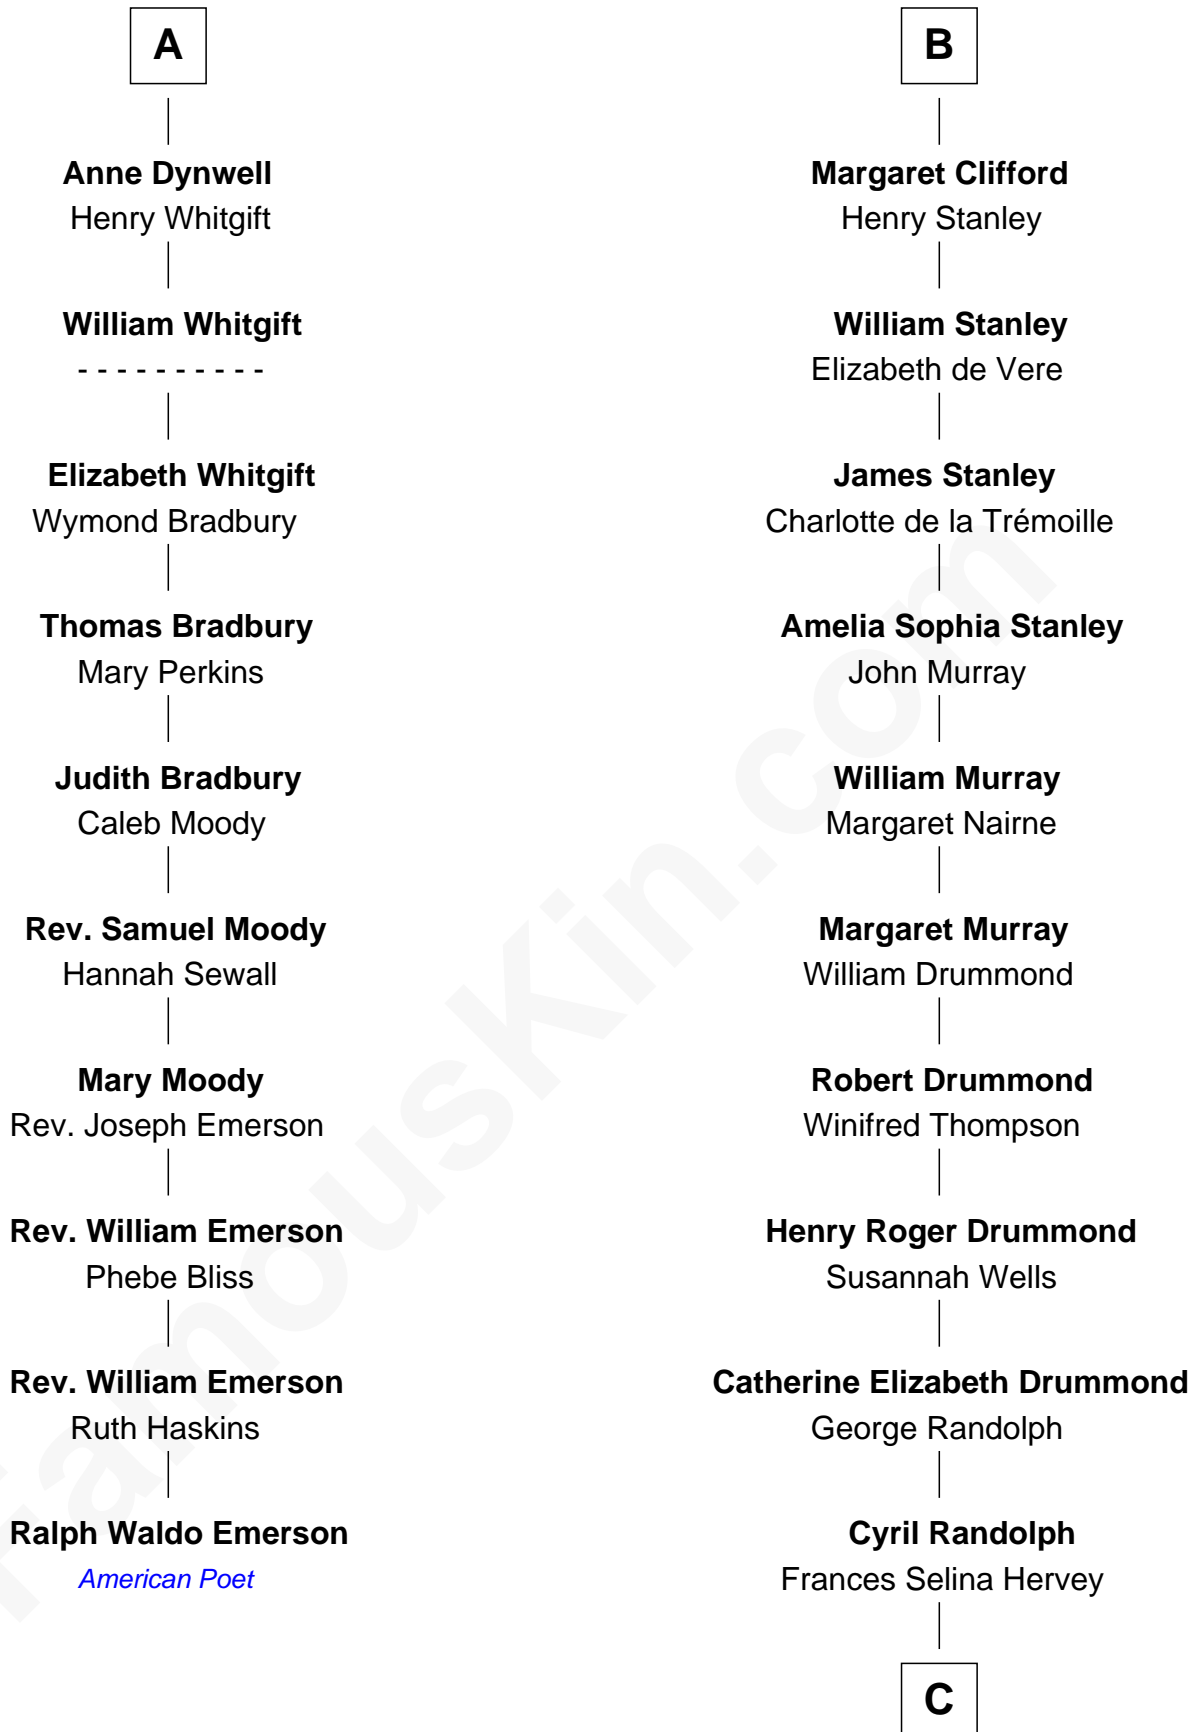 A
Anne Dynwell
Henry Whitgift
William Whitgift
- - - - - - - - - -
Elizabeth Whitgift
Wymond Bradbury
Thomas Bradbury
Mary Perkins
Judith Bradbury
Caleb Moody
Rev. Samuel Moody
Hannah Sewall
Mary Moody
Rev. Joseph Emerson
Rev. William Emerson
Phebe Bliss
Rev. William Emerson
Ruth Haskins
Ralph Waldo Emerson
American Poet
B
Margaret Clifford
Henry Stanley
William Stanley
Elizabeth de Vere
James Stanley
Charlotte de la Trémoille
Amelia Sophia Stanley
John Murray
William Murray
Margaret Nairne
Margaret Murray
William Drummond
Robert Drummond
Winifred Thompson
Henry Roger Drummond
Susannah Wells
Catherine Elizabeth Drummond
George Randolph
Cyril Randolph
Frances Selina Hervey
C
FamousKin.com